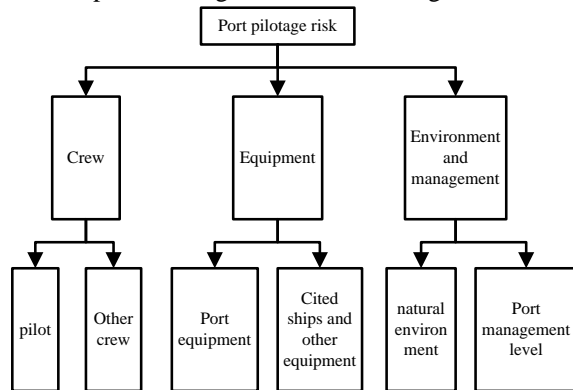 Port pilotage risk
Crew
Equipment
Environment
and
management
pilot
Other
crew
Port
equipment
Cited
ships and
other
equipment
natural
environ
ment
Port
management
level